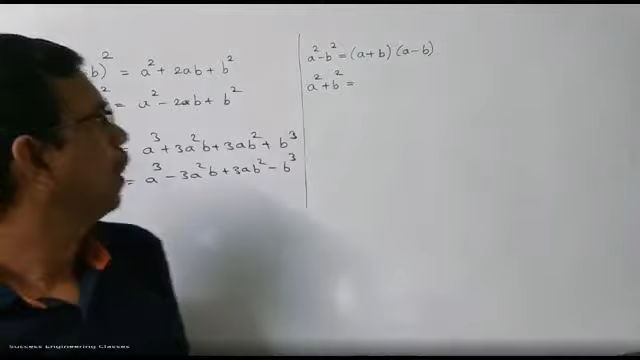 b)² = a² + 2ab + b²
² = a² - 2ab + b²
a³ + 3a²b + 3ab² + b³
= a³ - 3a²b + 3ab² - b³
a² - b² = (a + b) (a - b)
a² + b² =
Success Engineering Classes